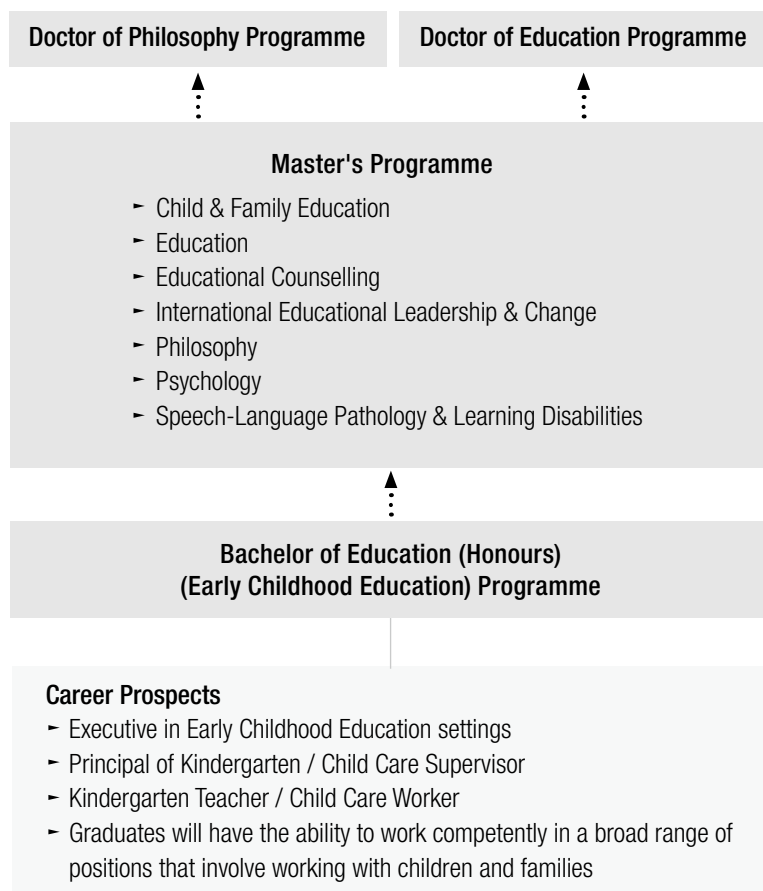 Doctor of Philosophy Programme
Doctor of Education Programme
Master's Programme
► Child & Family Education
► Education
► Educational Counselling
► International Educational Leadership & Change
► Philosophy
► Psychology
► Speech-Language Pathology & Learning Disabilities
Bachelor of Education (Honours)
(Early Childhood Education) Programme
Career Prospects
► Executive in Early Childhood Education settings
► Principal of Kindergarten / Child Care Supervisor
► Kindergarten Teacher / Child Care Worker
► Graduates will have the ability to work competently in a broad range of
positions that involve working with children and families